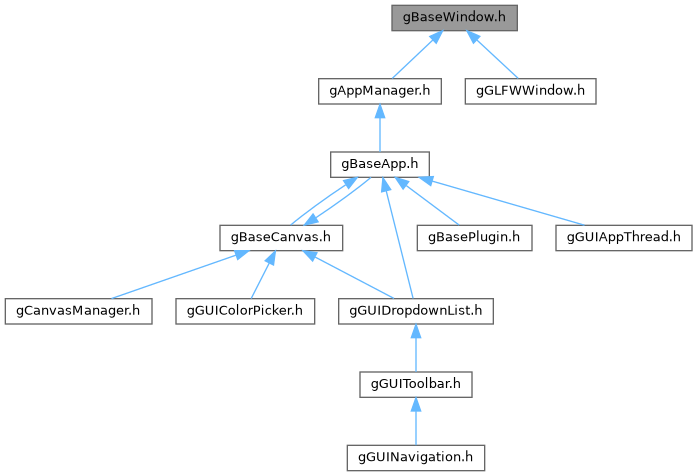 gBaseWindow.h
gAppManager.h
gGLFWWindow.h
gBaseApp.h
gBaseCanvas.h
gBasePlugin.h
gGUIAppThread.h
gCanvasManager.h
gGUIColorPicker.h
gGUIDropdownList.h
gGUIToolbar.h
gGUINavigation.h